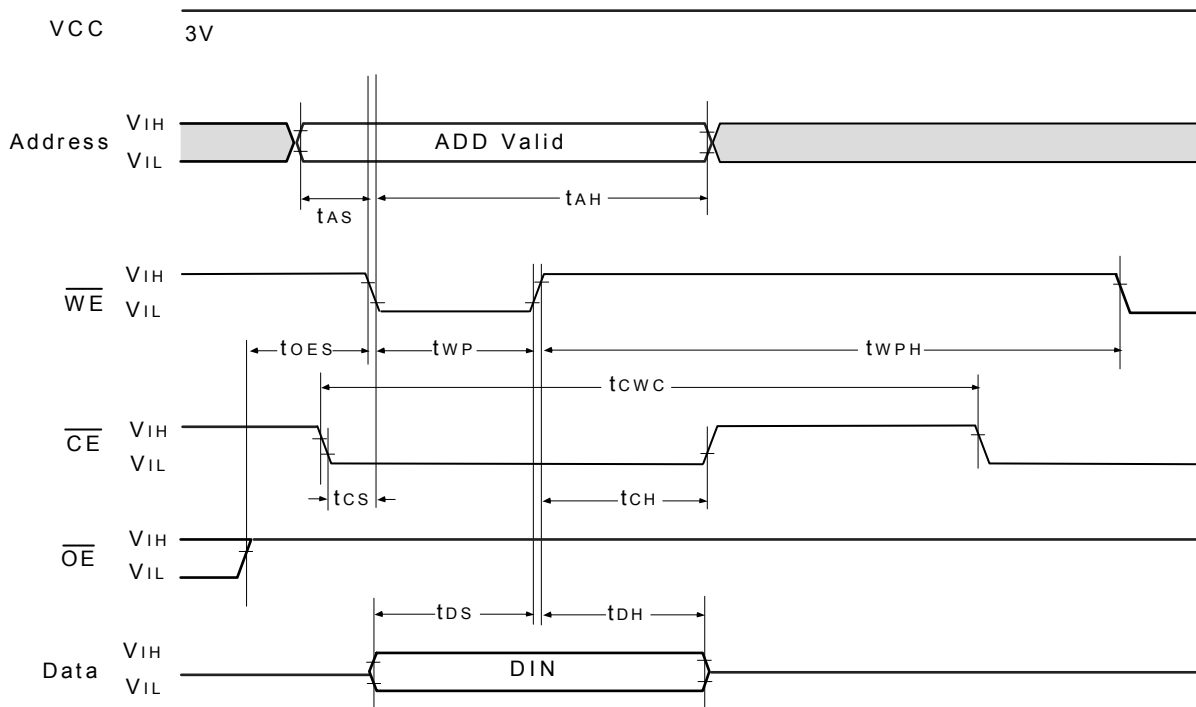 VCC 3V
Address VIH
VIL
ADD Valid
tAS
tAH
WE VIH
VIL
tOES tWP tWPH
tCWC
CE VIH
VIL
tCS tCH
OE VIH
VIL
tDS tDH
Data VIH
VIL
DIN